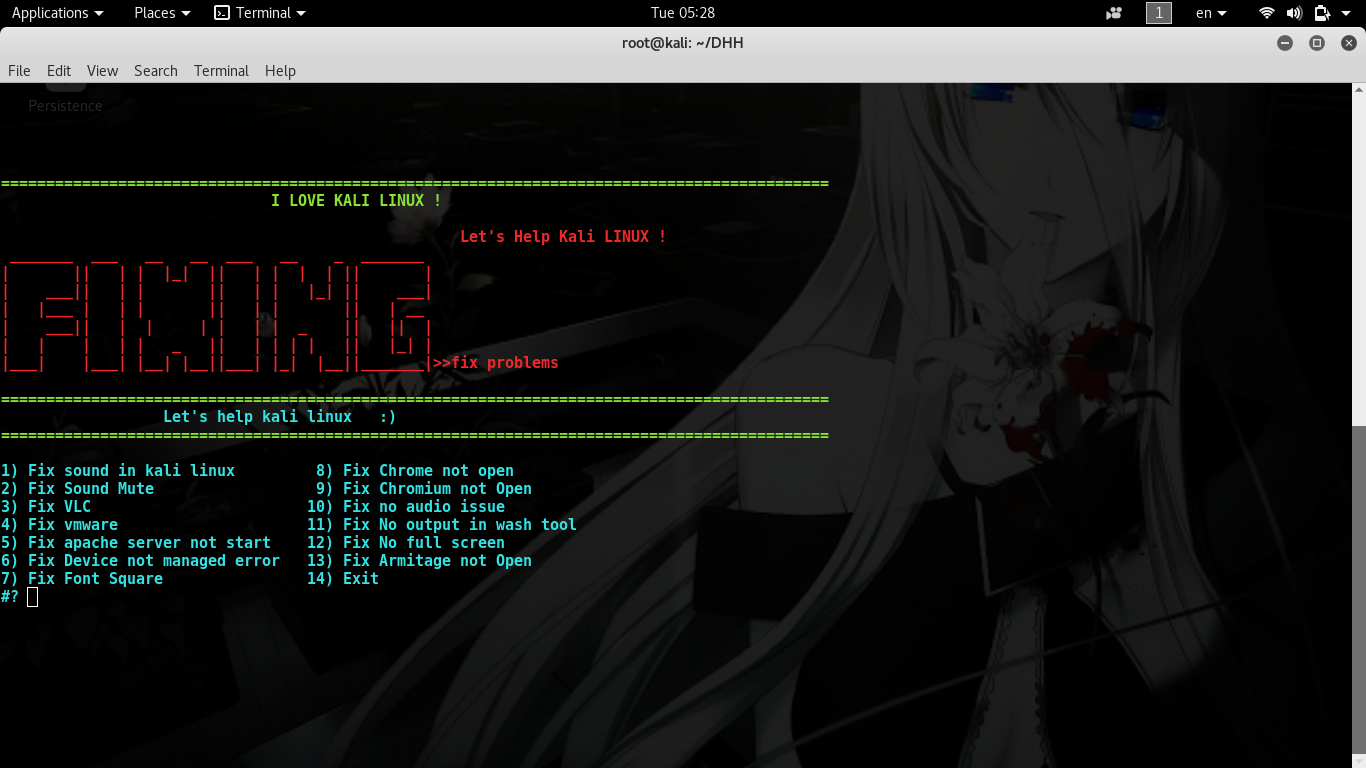 Applications Places Terminal Tue 05:28 1 en
root@kali: ~/DHH
File Edit View Search Terminal Help
Persistence
=============================================================================================
I LOVE KALI LINUX !
Let's Help Kali LINUX !
FIXING
>>fix problems
=============================================================================================
Let's help kali linux :)
=============================================================================================
1) Fix sound in kali linux 8) Fix Chrome not open
2) Fix Sound Mute 9) Fix Chromium not Open
3) Fix VLC 10) Fix no audio issue
4) Fix vmware 11) Fix No output in wash tool
5) Fix apache server not start 12) Fix No full screen
6) Fix Device not managed error 13) Fix Armitage not Open
7) Fix Font Square 14) Exit
#?